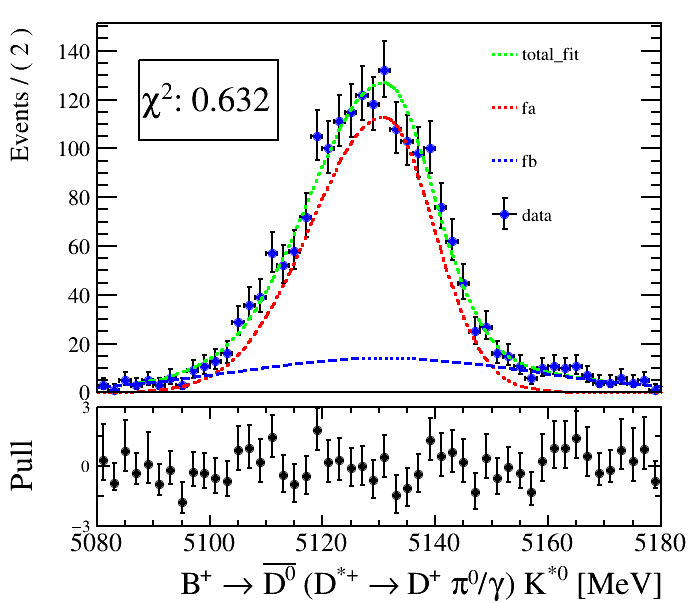 Events / ( 2 )
140
120
100
80
60
40
20
0
χ²: 0.632
total_fit
fa
fb
data
Pull
3
0
−3
5080 5100 5120 5140 5160 5180
B⁺ → D̅⁰ (D*⁺ → D⁺ π⁰/γ) K*⁰ [MeV]